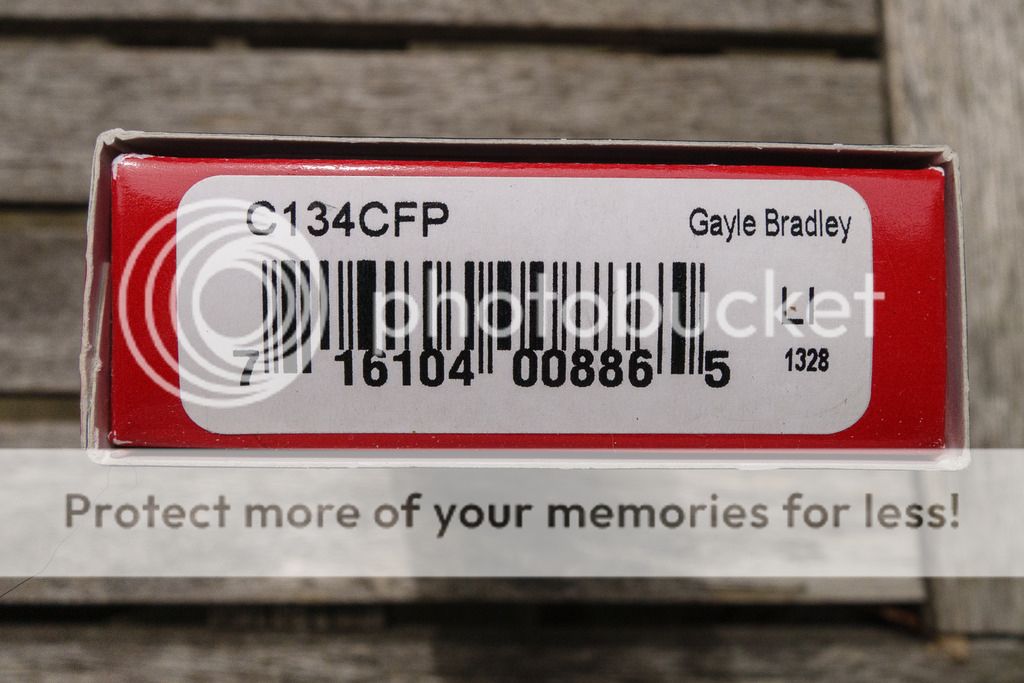 C134CFP
Gayle Bradley
LI
1328
7 16104 00886 5
photobucket
Protect more of your memories for less!